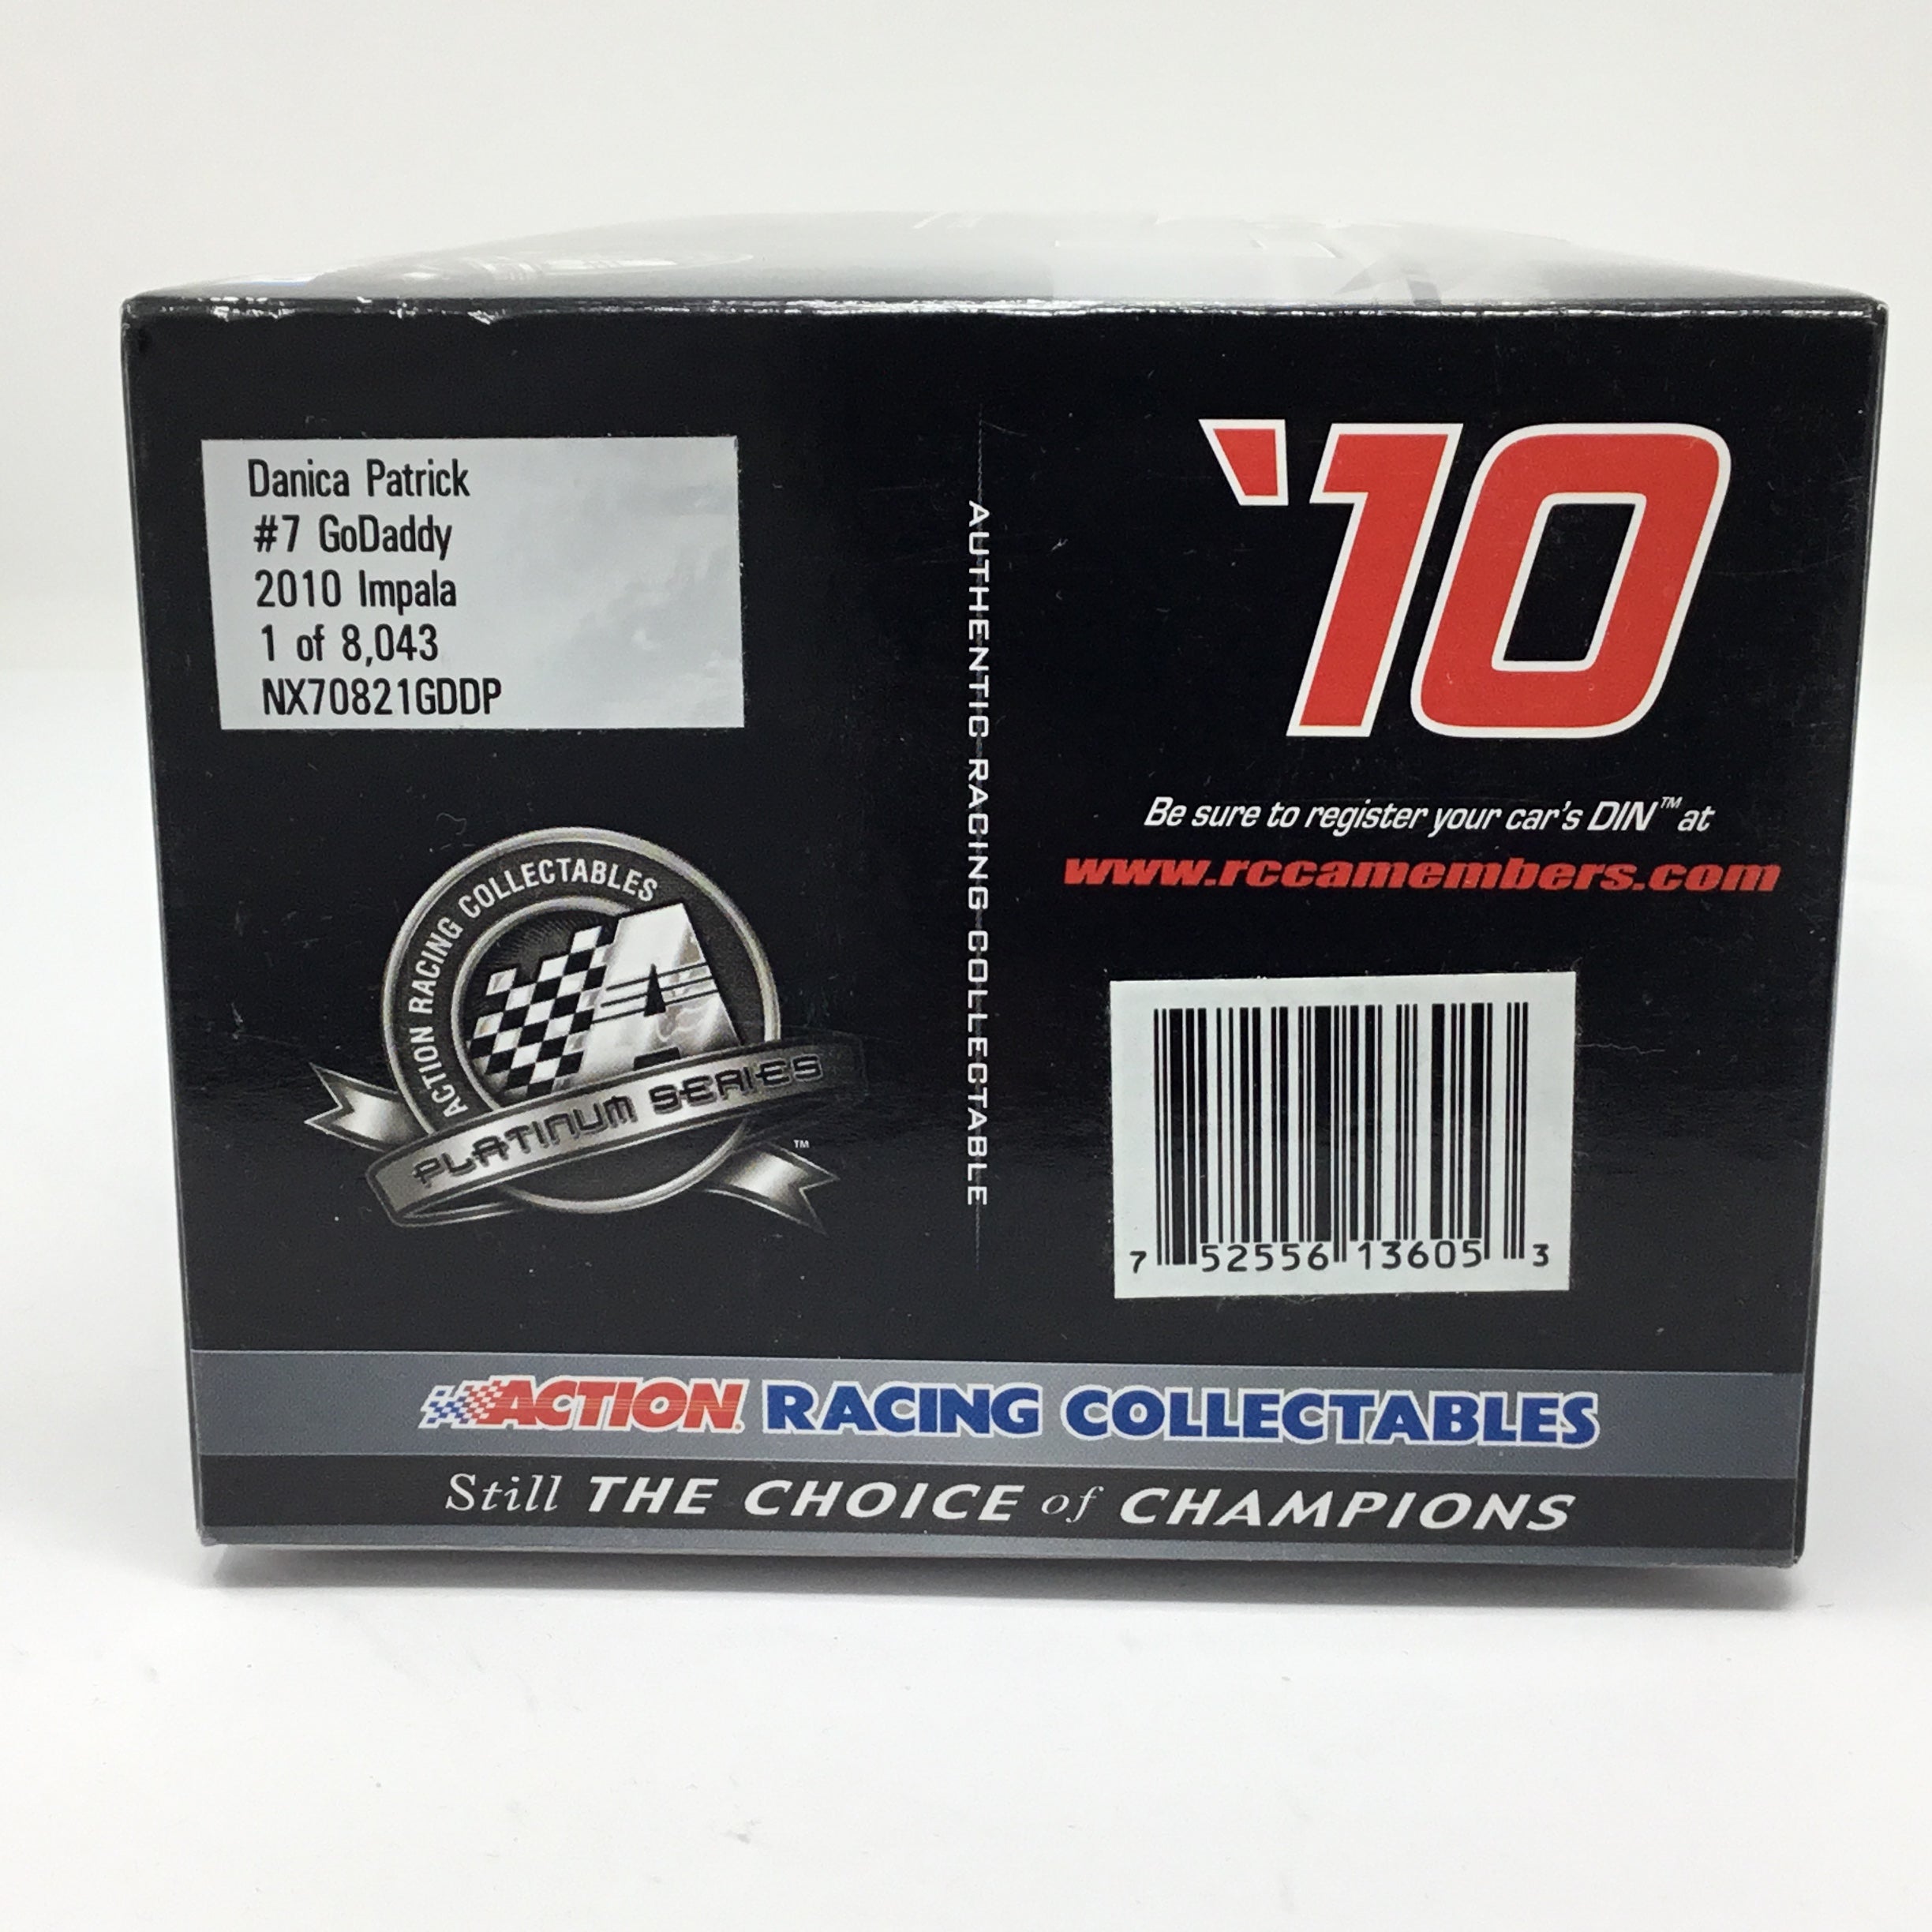 Danica Patrick
#7 GoDaddy
2010 Impala
1 of 8,043
NX70821GDDP
ACTION RACING COLLECTABLES
A
PLATINUM SERIES
TM
AUTHENTIC RACING COLLECTABLE
'10
Be sure to register your car's DIN™ at
www.rccamembers.com
7 52556 13605 3
ACTION RACING COLLECTABLES
Still THE CHOICE of CHAMPIONS